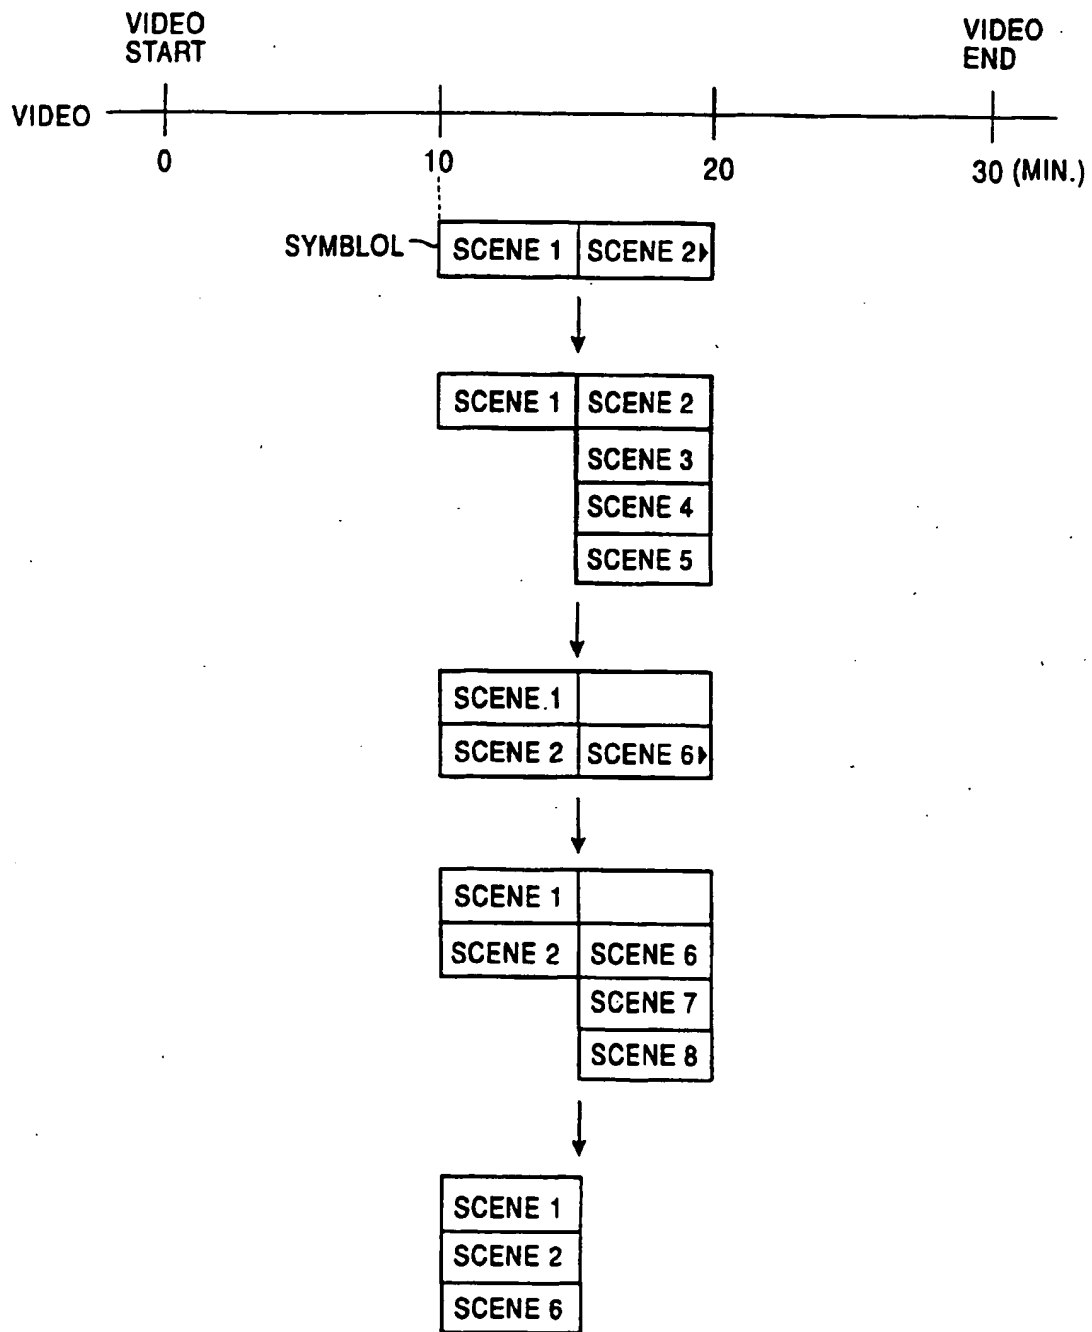 VIDEO START
VIDEO END
VIDEO
0 10 20 30 (MIN.)
SYMBLOL SCENE 1 SCENE 2
SCENE 1 SCENE 2
SCENE 3
SCENE 4
SCENE 5
SCENE 1
SCENE 2 SCENE 6
SCENE 1
SCENE 2 SCENE 6
SCENE 7
SCENE 8
SCENE 1
SCENE 2
SCENE 6